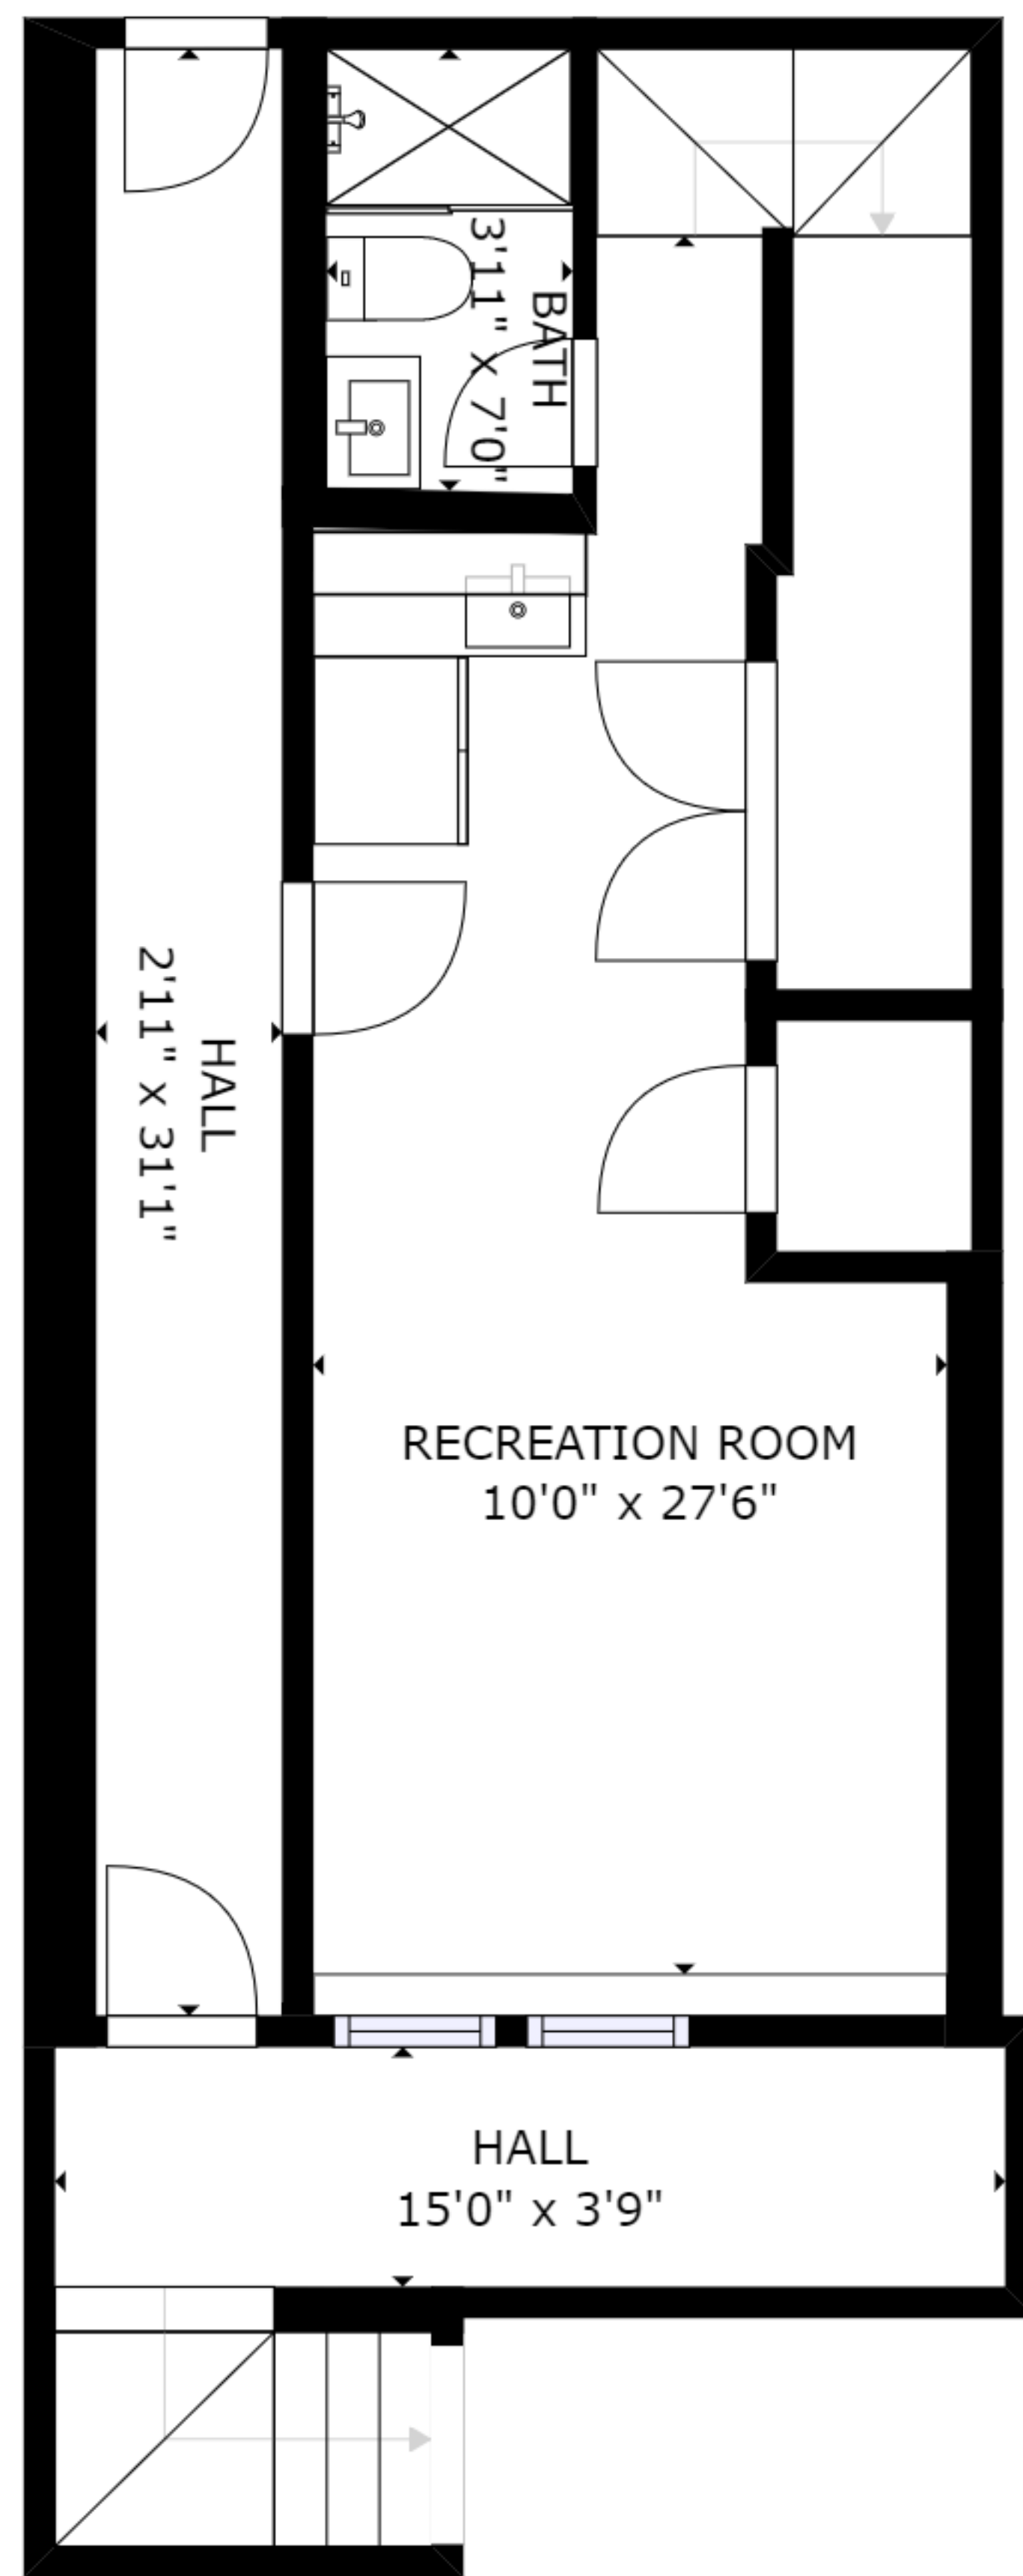 BATH
3'11" x 7'0"
HALL
2'11" x 31'1"
RECREATION ROOM
10'0" x 27'6"
HALL
15'0" x 3'9"